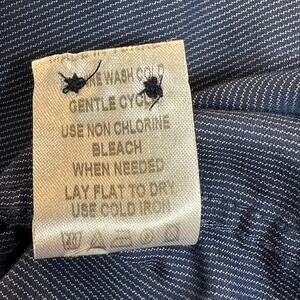 WASH COLD
GENTLE CYCLE
USE NON CHLORINE
BLEACH
WHEN NEEDED
LAY FLAT TO DRY
USE COLD IRON